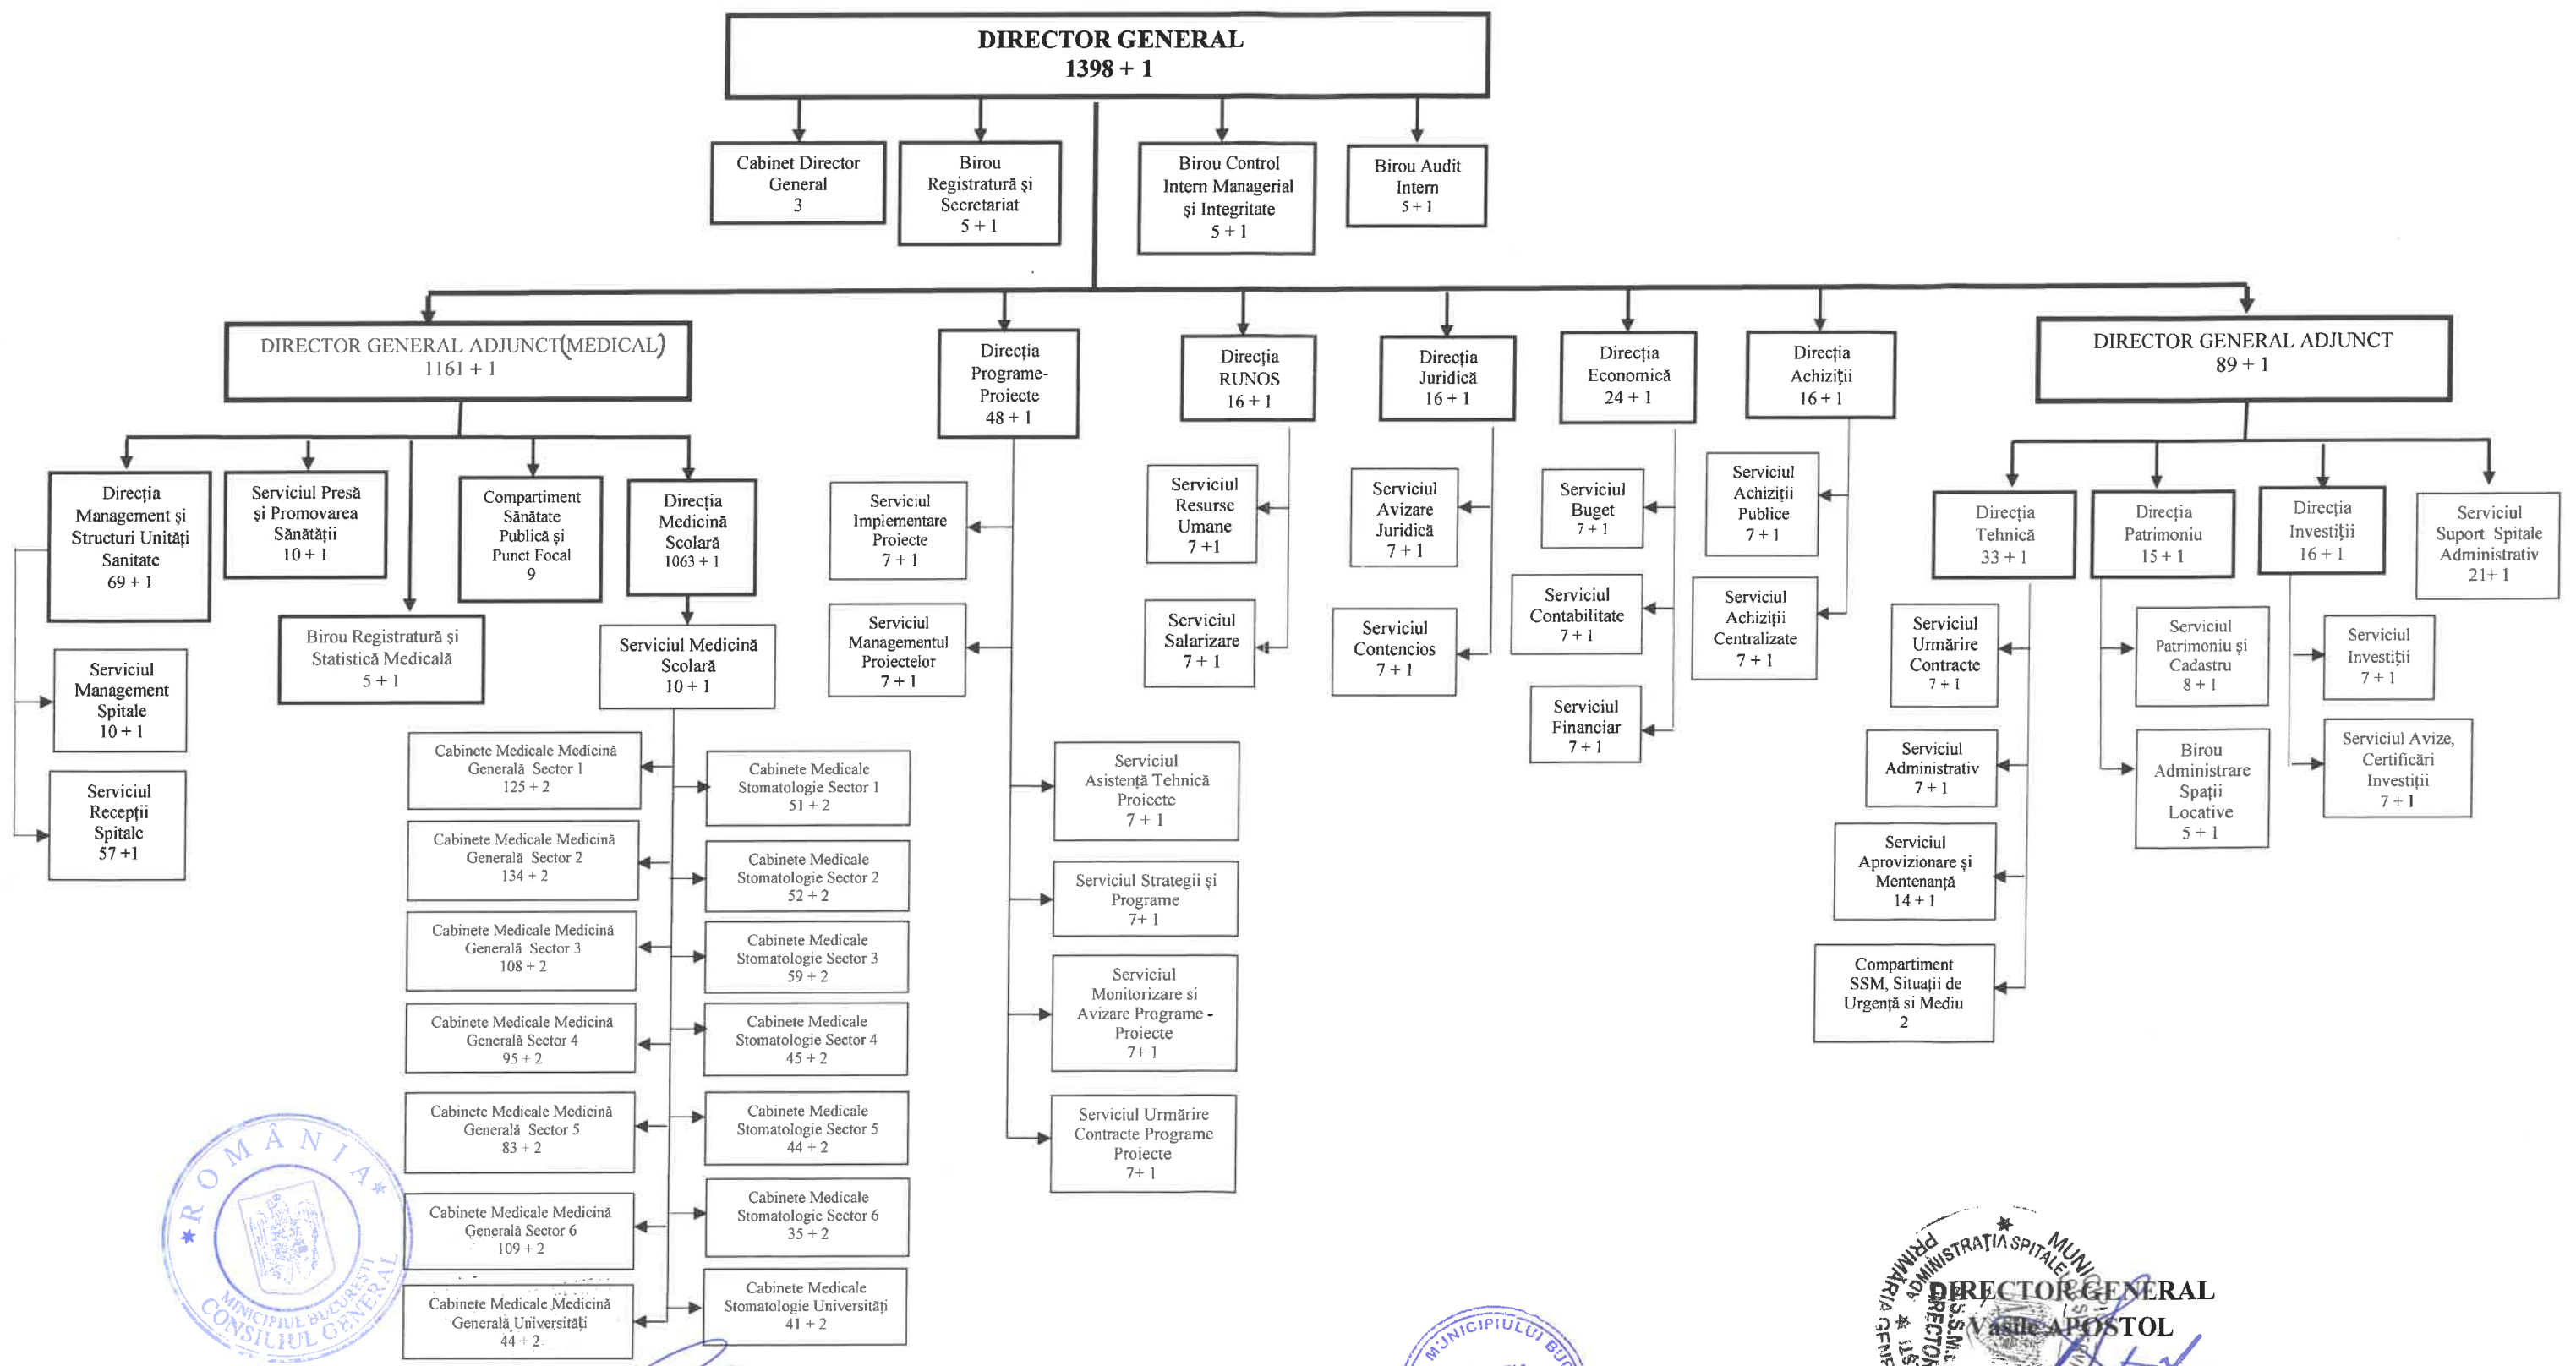 DIRECTOR GENERAL
1398 + 1
Cabinet Director
General
3
Birou
Registratură și
Secretariat
5 + 1
Birou Control
Intern Managerial
și Integritate
5 + 1
Birou Audit
Intern
5 + 1
DIRECTOR GENERAL ADJUNCT(MEDICAL)
1161 + 1
Direcția
Programe-
Proiecte
48 + 1
Direcția
RUNOS
16 + 1
Direcția
Juridică
16 + 1
Direcția
Economică
24 + 1
Direcția
Achiziții
16 + 1
DIRECTOR GENERAL ADJUNCT
89 + 1
Direcția
Management și
Structuri Unități
Sanitate
69 + 1
Serviciul Presă
și Promovarea
Sănătății
10 + 1
Compartiment
Sănătate
Publică și
Punct Focal
9
Direcția
Medicină
Scolară
1063 + 1
Birou Registratură și
Statistică Medicală
5 + 1
Serviciul Medicină
Scolară
10 + 1
Serviciul
Management
Spitale
10 + 1
Serviciul
Recepții
Spitale
57 +1
Cabinete Medicale Medicină
Generală Sector 1
125 + 2
Cabinete Medicale
Stomatologie Sector 1
51 + 2
Cabinete Medicale Medicină
Generală Sector 2
134 + 2
Cabinete Medicale
Stomatologie Sector 2
52 + 2
Cabinete Medicale Medicină
Generală Sector 3
108 + 2
Cabinete Medicale
Stomatologie Sector 3
59 + 2
Cabinete Medicale Medicină
Generală Sector 4
95 + 2
Cabinete Medicale
Stomatologie Sector 4
45 + 2
Cabinete Medicale Medicină
Generală Sector 5
83 + 2
Cabinete Medicale
Stomatologie Sector 5
44 + 2
Cabinete Medicale Medicină
Generală Sector 6
109 + 2
Cabinete Medicale
Stomatologie Sector 6
35 + 2
Cabinete Medicale Medicină
Generală Universități
44 + 2
Cabinete Medicale
Stomatologie Universități
41 + 2
Serviciul
Implementare
Proiecte
7 + 1
Serviciul
Managementul
Proiectelor
7 + 1
Serviciul
Asistență Tehnică
Proiecte
7 + 1
Serviciul Strategii și
Programe
7+ 1
Serviciul
Monitorizare si
Avizare Programe -
Proiecte
7+ 1
Serviciul Urmărire
Contracte Programe
Proiecte
7+ 1
Serviciul
Resurse
Umane
7 +1
Serviciul
Salarizare
7 + 1
Serviciul
Avizare
Juridică
7 + 1
Serviciul
Contencios
7 + 1
Serviciul
Buget
7 + 1
Serviciul
Contabilitate
7 + 1
Serviciul
Financiar
7 + 1
Serviciul
Achiziții
Publice
7 + 1
Serviciul
Achiziții
Centralizate
7 + 1
Direcția
Tehnică
33 + 1
Direcția
Patrimoniu
15 + 1
Direcția
Investiții
16 + 1
Serviciul
Suport Spitale
Administrativ
21+ 1
Serviciul
Urmărire
Contracte
7 + 1
Serviciul
Administrativ
7 + 1
Serviciul
Aprovizionare și
Mentenanță
14 + 1
Compartiment
SSM, Situații de
Urgență si Mediu
2
Serviciul
Patrimoniu și
Cadastru
8 + 1
Birou
Administrare
Spații
Locative
5 + 1
Serviciul
Investiții
7 + 1
Serviciul Avize,
Certificări
Investiții
7 + 1
ROMÂNIA
MINICIPIUL BUCUREȘTI
CONSILIUL GENERAL
MUNICIPIULUI
ADMINISTRAȚIA SPITALE
PRIMĂRIA
DIRECTOR GENERAL
Vasile APOSTOL